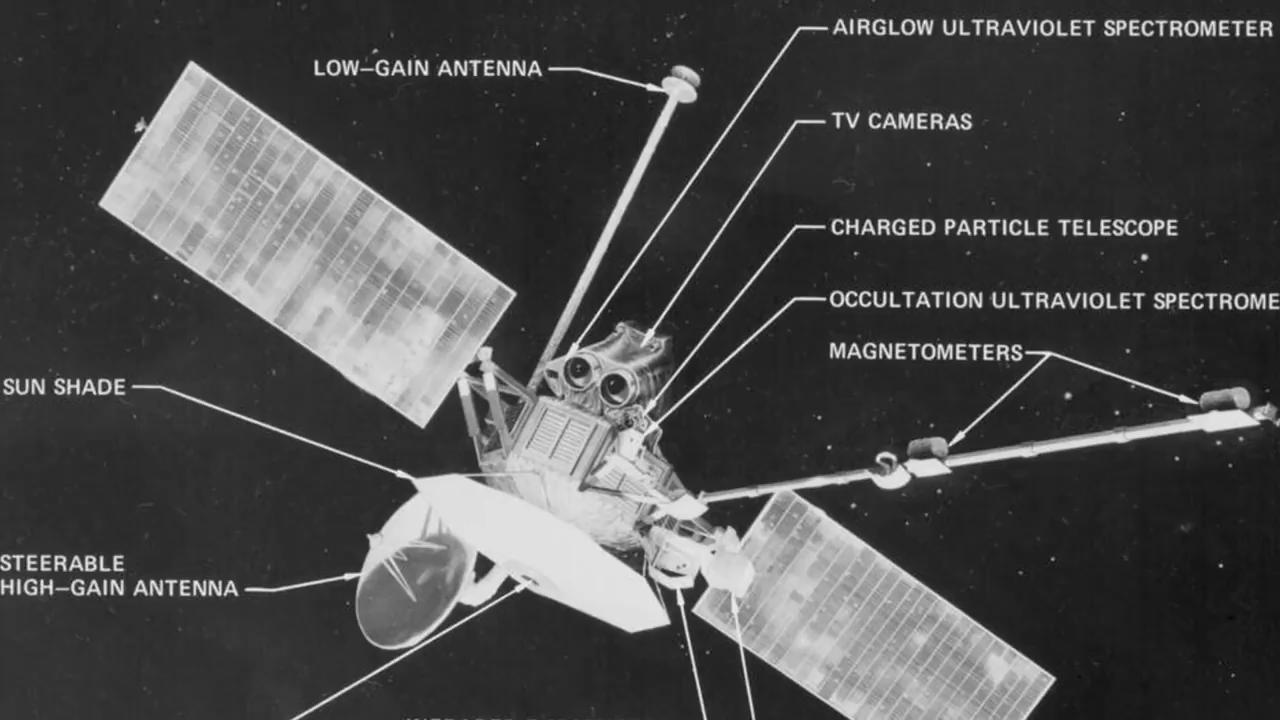 AIRGLOW ULTRAVIOLET SPECTROMETER
LOW–GAIN ANTENNA
TV CAMERAS
CHARGED PARTICLE TELESCOPE
OCCULTATION ULTRAVIOLET SPECTROME
MAGNETOMETERS
SUN SHADE
STEERABLE
HIGH–GAIN ANTENNA